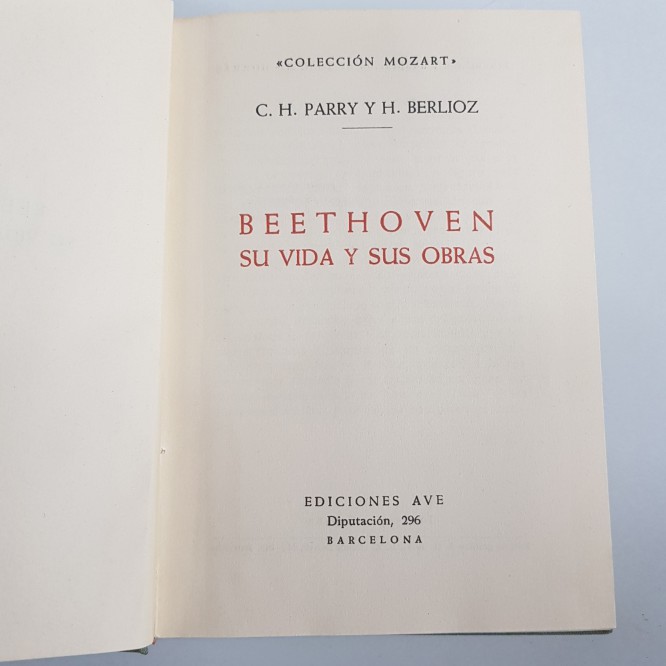 «COLECCIÓN MOZART»
C. H. PARRY Y H. BERLIOZ
BEETHOVEN
SU VIDA Y SUS OBRAS
EDICIONES AVE
Diputación, 296
BARCELONA